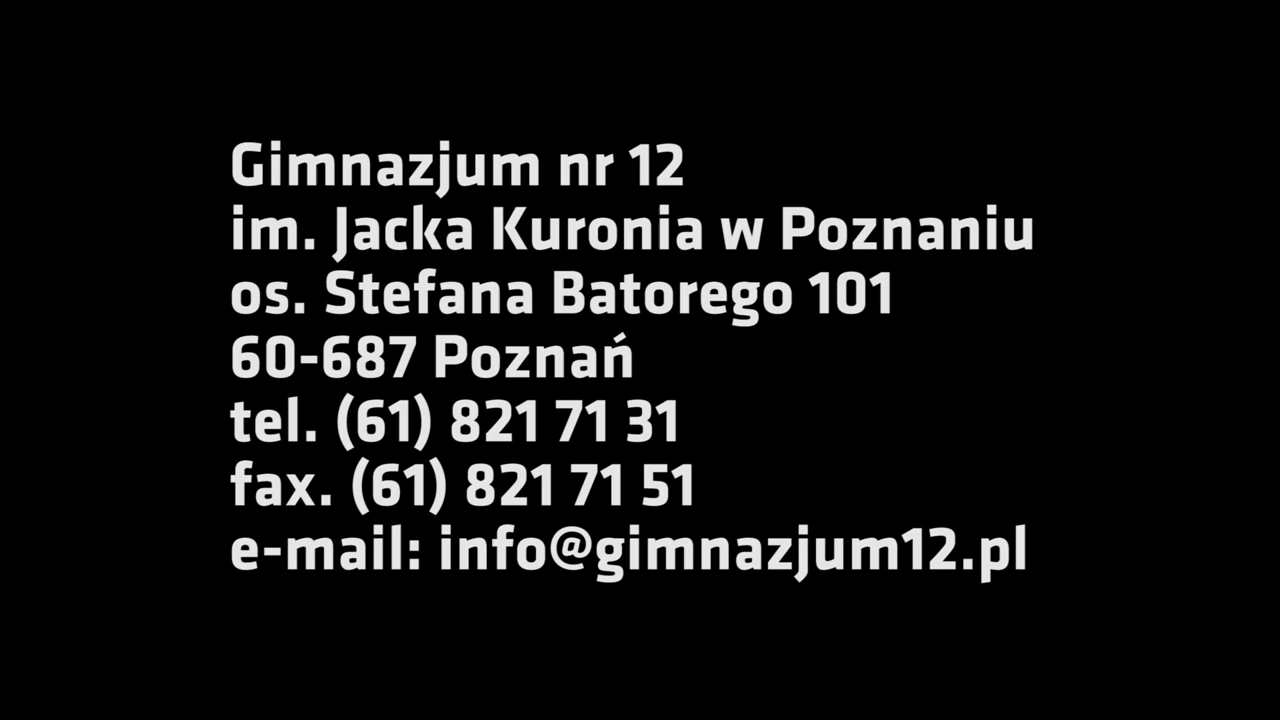 Gimnazjum nr 12
im. Jacka Kuronia w Poznaniu
os. Stefana Batorego 101
60-687 Poznań
tel. (61) 821 71 31
fax. (61) 821 71 51
e-mail: info@gimnazjum12.pl